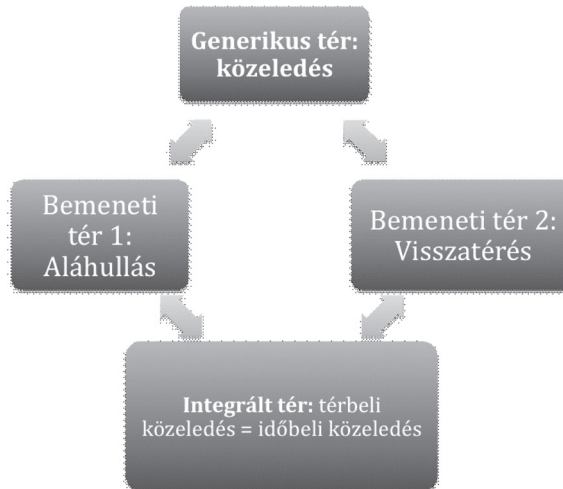 Generikus tér:
közeledés
Bemeneti
tér 1:
Aláhullás
Bemeneti tér 2:
Visszatérés
Integrált tér: térbeli
közeledés = időbeli közeledés